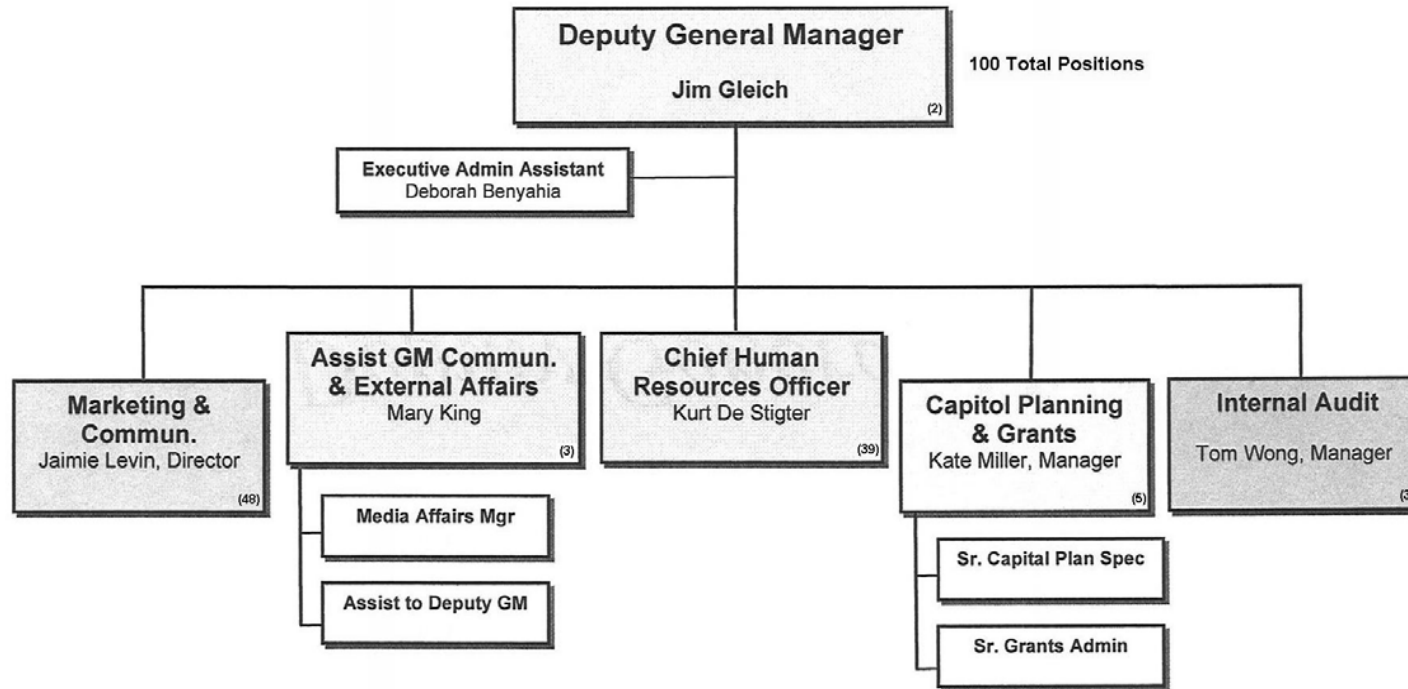 Deputy General Manager
Jim Gleich
(2)
100 Total Positions
Executive Admin Assistant
Deborah Benyahia
Marketing &
Commun.
Jaimie Levin, Director
(48)
Assist GM Commun.
& External Affairs
Mary King
(3)
Media Affairs Mgr
Assist to Deputy GM
Chief Human
Resources Officer
Kurt De Stigter
(39)
Capitol Planning
& Grants
Kate Miller, Manager
(5)
Sr. Capital Plan Spec
Sr. Grants Admin
Internal Audit
Tom Wong, Manager
(3